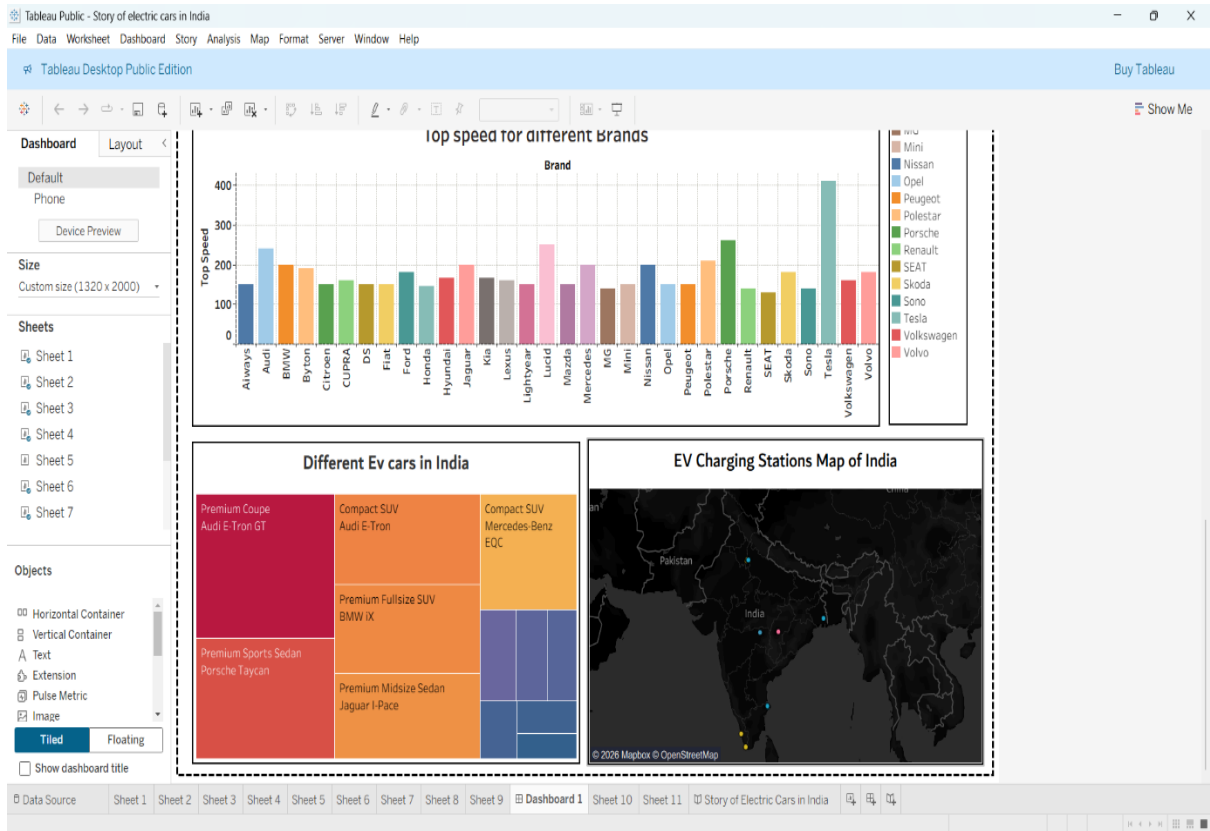 Tableau Public - Story of electric cars in India
File Data Worksheet Dashboard Story Analysis Map Format Server Window Help
Tableau Desktop Public Edition
Buy Tableau
Show Me
Dashboard
Layout
Default
Phone
Device Preview
Size
Custom size (1320 x 2000)
Sheets
Sheet 1
Sheet 2
Sheet 3
Sheet 4
Sheet 5
Sheet 6
Sheet 7
Objects
Horizontal Container
Vertical Container
Text
Extension
Pulse Metric
Image
Tiled
Floating
Show dashboard title
Top speed for different Brands
Brand
Top Speed
400
300
200
100
0
Aiways
Audi
BMW
Byton
Citroen
CUPRA
DS
Fiat
Ford
Honda
Hyundai
Jaguar
Kia
Lexus
Lightyear
Lucid
Mazda
Mercedes
MG
Mini
Nissan
Opel
Peugeot
Polestar
Porsche
Renault
SEAT
Skoda
Sono
Tesla
Volkswagen
Volvo
MG
Mini
Nissan
Opel
Peugeot
Polestar
Porsche
Renault
SEAT
Skoda
Sono
Tesla
Volkswagen
Volvo
Different Ev cars in India
Premium Coupe
Audi E-Tron GT
Premium Sports Sedan
Porsche Taycan
Compact SUV
Audi E-Tron
Premium Fullsize SUV
BMW iX
Premium Midsize Sedan
Jaguar I-Pace
Compact SUV
Mercedes-Benz
EQC
EV Charging Stations Map of India
an
China
Pakistan
India
© 2026 Mapbox © OpenStreetMap
Data Source
Sheet 1
Sheet 2
Sheet 3
Sheet 4
Sheet 5
Sheet 6
Sheet 7
Sheet 8
Sheet 9
Dashboard 1
Sheet 10
Sheet 11
Story of Electric Cars in India